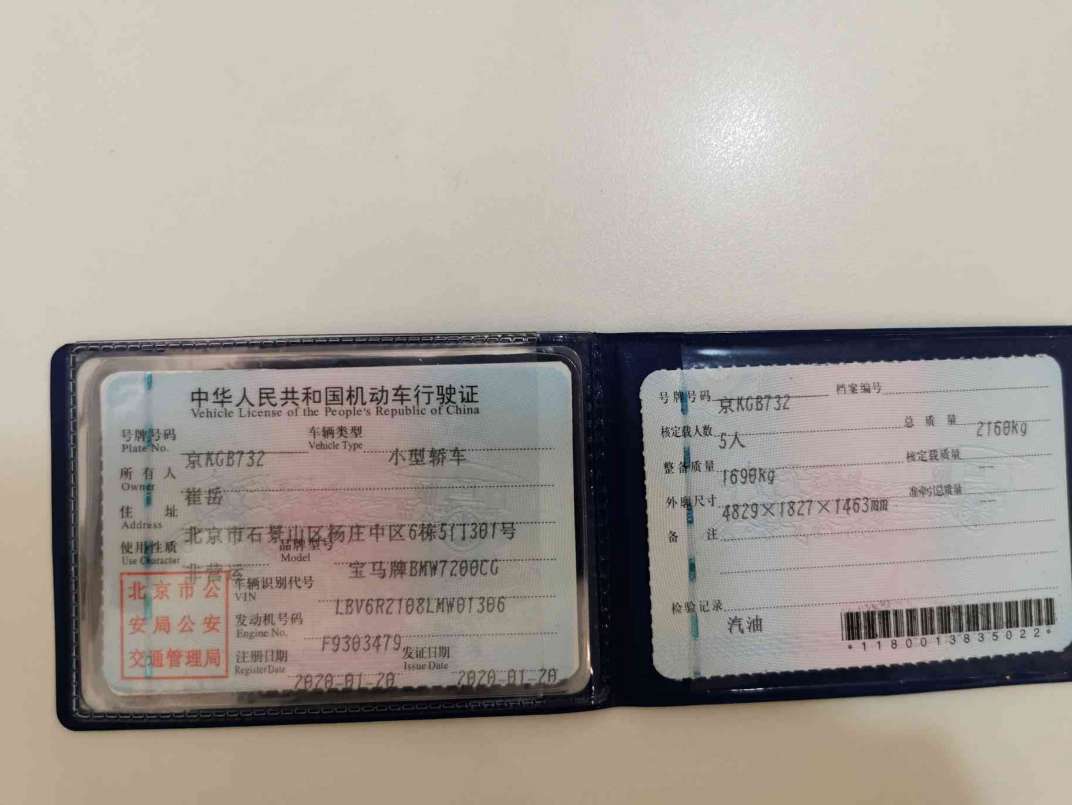 中华人民共和国机动车行驶证
Vehicle License of the People's Republic of China
号牌号码 京KGB732 车辆类型 小型轿车
Plate No. Vehicle Type
所有人 崔岳
Owner
住址 北京市石景山区杨庄中区6栋5门301号
Address
使用性质 非营运 品牌型号 宝马牌BMW7200CG
Use Character Model
北京市公
安局公安
交通管理局
车辆识别代号 LBV6R2108LMW01306
VIN
发动机号码 F9303479
Engine No.
注册日期 2020-01-20 发证日期 2020-01-20
Register Date Issue Date
号牌号码 京KGB732 档案编号
核定载人数 5人 总质量 2160kg
整备质量 1690kg 核定载质量 --
外廓尺寸 4829×1827×1463mm 准牵引总质量 --
备注
检验记录
汽油
*1180013835022*